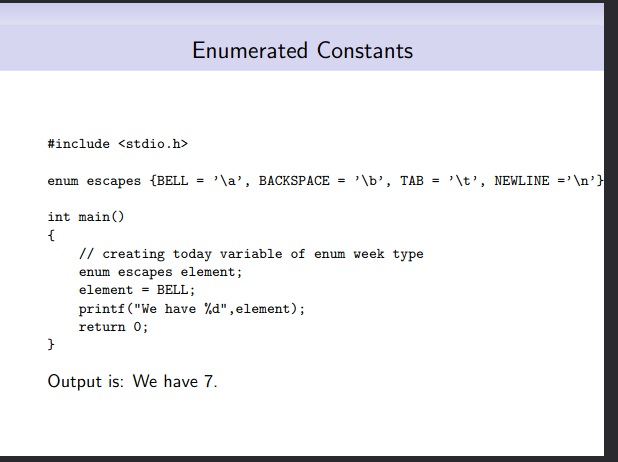 Enumerated Constants
#include <stdio.h>
enum escapes {BELL = ’\a’, BACKSPACE = ’\b’, TAB = ’\t’, NEWLINE =’\n’}
int main()
{
// creating today variable of enum week type
enum escapes element;
element = BELL;
printf("We have %d",element);
return 0;
}
Output is: We have 7.